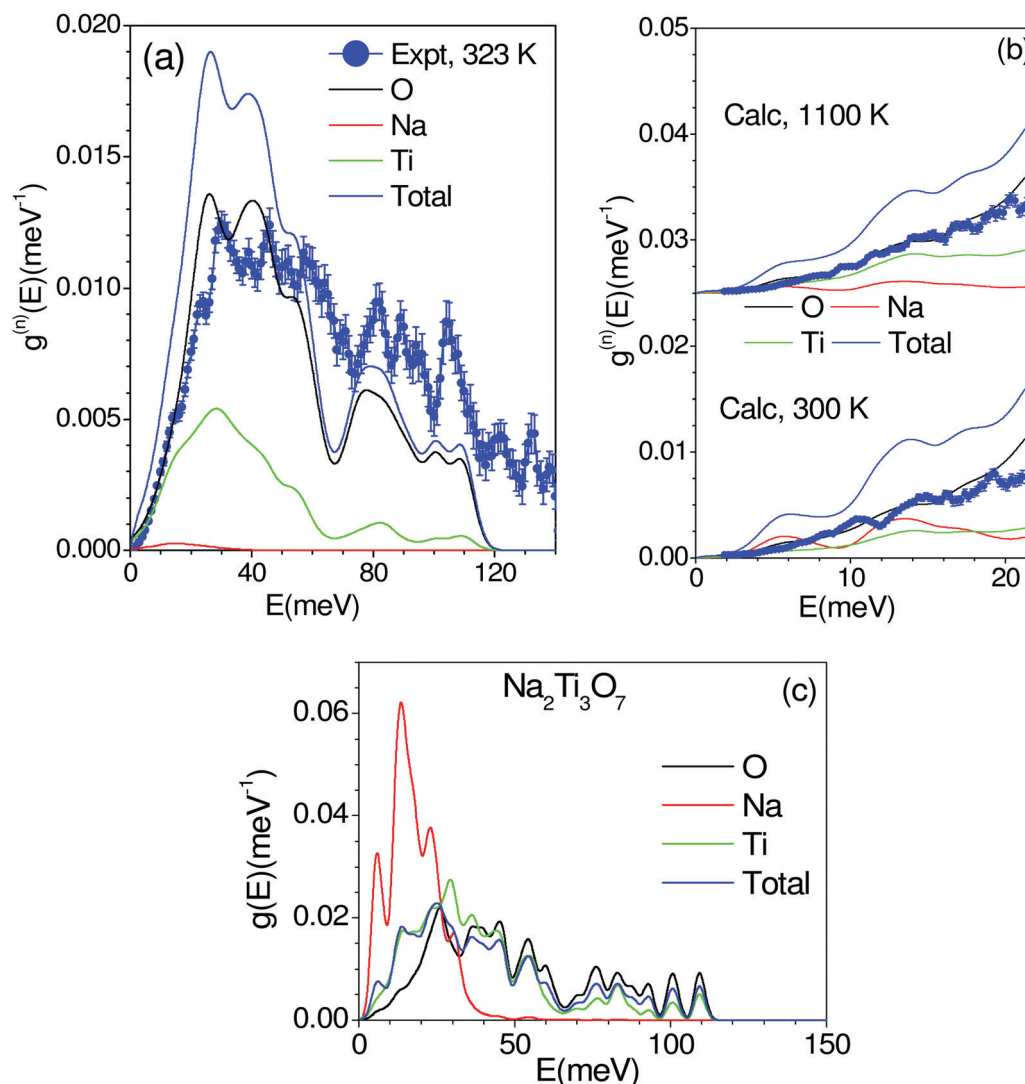 (a)
Expt, 323 K
O
Na
Ti
Total
0.020
0.015
0.010
0.005
0.000
g(n)(E)(meV-1)
0 40 80 120
E(meV)
(b)
Calc, 1100 K
O Na
Ti Total
Calc, 300 K
0.05
0.04
0.03
0.02
0.01
0.00
g(n)(E)(meV-1)
0 10 20
E(meV)
Na2Ti3O7
(c)
O
Na
Ti
Total
0.06
0.04
0.02
0.00
g(E)(meV-1)
0 50 100 150
E(meV)